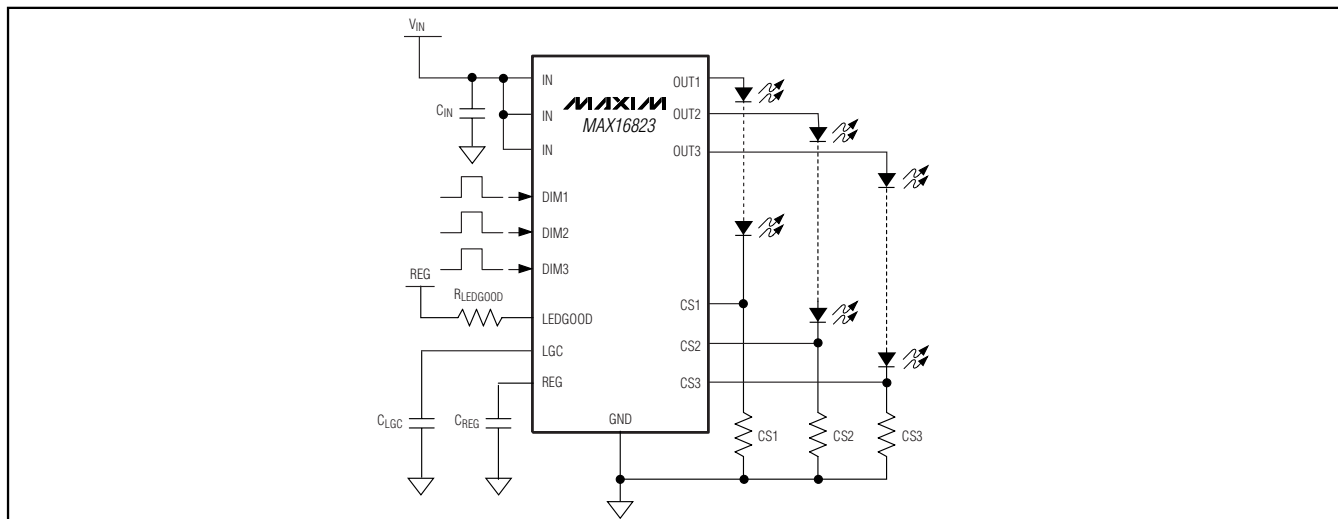 VIN
IN
OUT1
MAXIM
MAX16823
CIN
IN
OUT2
IN
OUT3
DIM1
DIM2
DIM3
REG
RLEDGOOD
CS1
LEDGOOD
CS2
LGC
CS3
REG
GND
CLGC
CREG
CS1
CS2
CS3